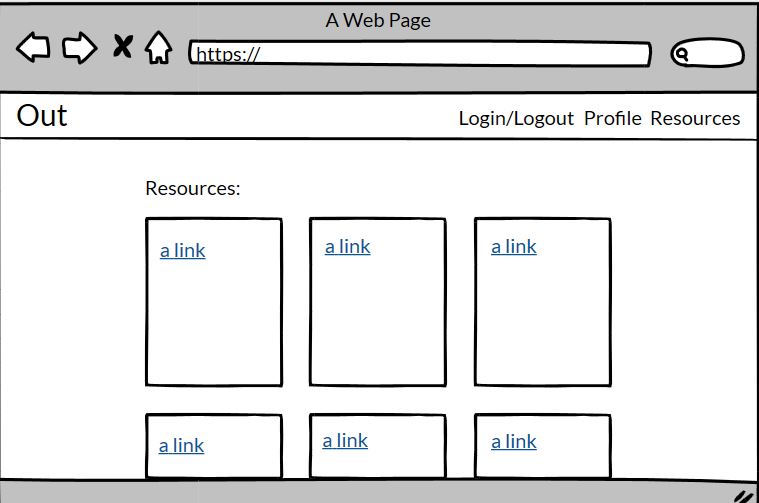 A Web Page
https://
Out
Login/Logout Profile Resources
Resources:
a link
a link
a link
a link
a link
a link